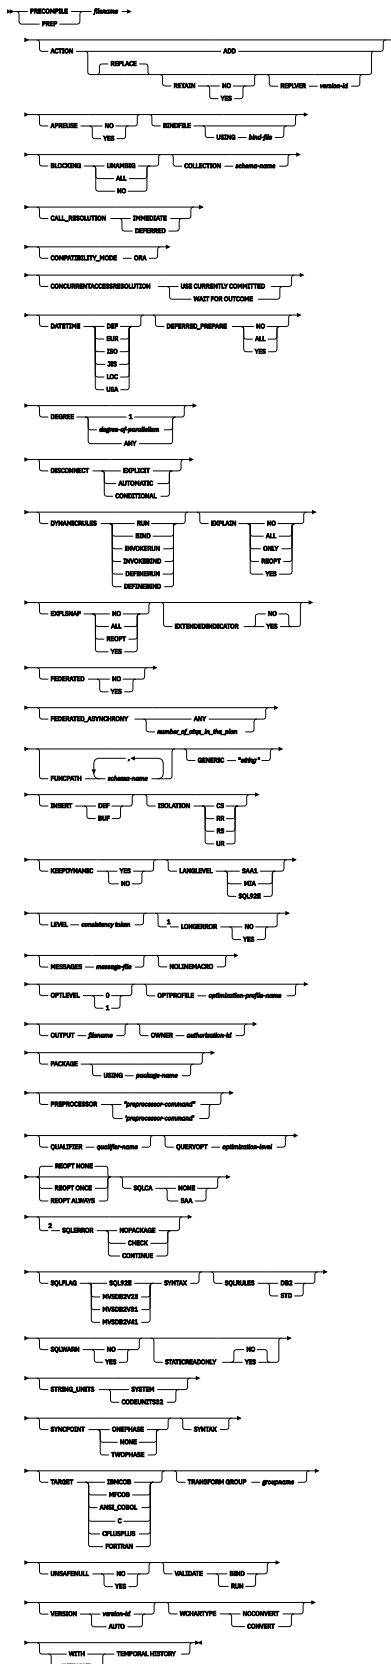 PRECOMPILE filename
PREP
ACTION ADD
REPLACE
RETAIN NO REPLVER version-id
YES
APREUSE NO BINDFILE
YES USING bind-file
BLOCKING UNAMBIG COLLECTION schema-name
ALL
NO
CALL_RESOLUTION IMMEDIATE
DEFERRED
COMPATIBILITY_MODE ORA
CONCURRENTACCESSRESOLUTION USE CURRENTLY COMMITTED
WAIT FOR OUTCOME
DATETIME DEF DEFERRED_PREPARE NO
EUR ALL
ISO YES
JIS
LOC
USA
DEGREE 1
degree-of-parallelism
ANY
DISCONNECT EXPLICIT
AUTOMATIC
CONDITIONAL
DYNAMICRULES RUN EXPLAIN NO
BIND ALL
INVOKERUN ONLY
INVOKEBIND REOPT
DEFINERUN YES
DEFINEBIND
EXPLSNAP NO NO
ALL EXTENDEDINDICATOR YES
REOPT
YES
FEDERATED NO
YES
FEDERATED_ASYNCHRONY ANY
number_of_atqs_in_the_plan
, GENERIC "string"
FUNCPATH schema-name
INSERT DEF ISOLATION CS
BUF RR
RS
UR
KEEPDYNAMIC YES LANGLEVEL SAA1
NO MIA
SQL92E
LEVEL consistency token 1 LONGERROR NO
YES
MESSAGES message-file NOLINEMACRO
OPTLEVEL 0 OPTPROFILE optimization-profile-name
1
OUTPUT filename OWNER authorization-id
PACKAGE
USING package-name
PREPROCESSOR "preprocessor-command"
'preprocessor-command'
QUALIFIER qualifier-name QUERYOPT optimization-level
REOPT NONE
REOPT ONCE SQLCA NONE
REOPT ALWAYS SAA
2 SQLERROR NOPACKAGE
CHECK
CONTINUE
SQLFLAG SQL92E SYNTAX SQLRULES DB2
MVSDB2V23 STD
MVSDB2V31
MVSDB2V41
SQLWARN NO NO
YES STATICREADONLY YES
STRING_UNITS SYSTEM
CODEUNITS32
SYNCPOINT ONEPHASE SYNTAX
NONE
TWOPHASE
TARGET IBMCOB TRANSFORM GROUP groupname
MFCOB
ANSI_COBOL
C
CPLUSPLUS
FORTRAN
UNSAFENULL NO VALIDATE BIND
YES RUN
VERSION version-id WCHARTYPE NOCONVERT
AUTO CONVERT
WITH TEMPORAL HISTORY